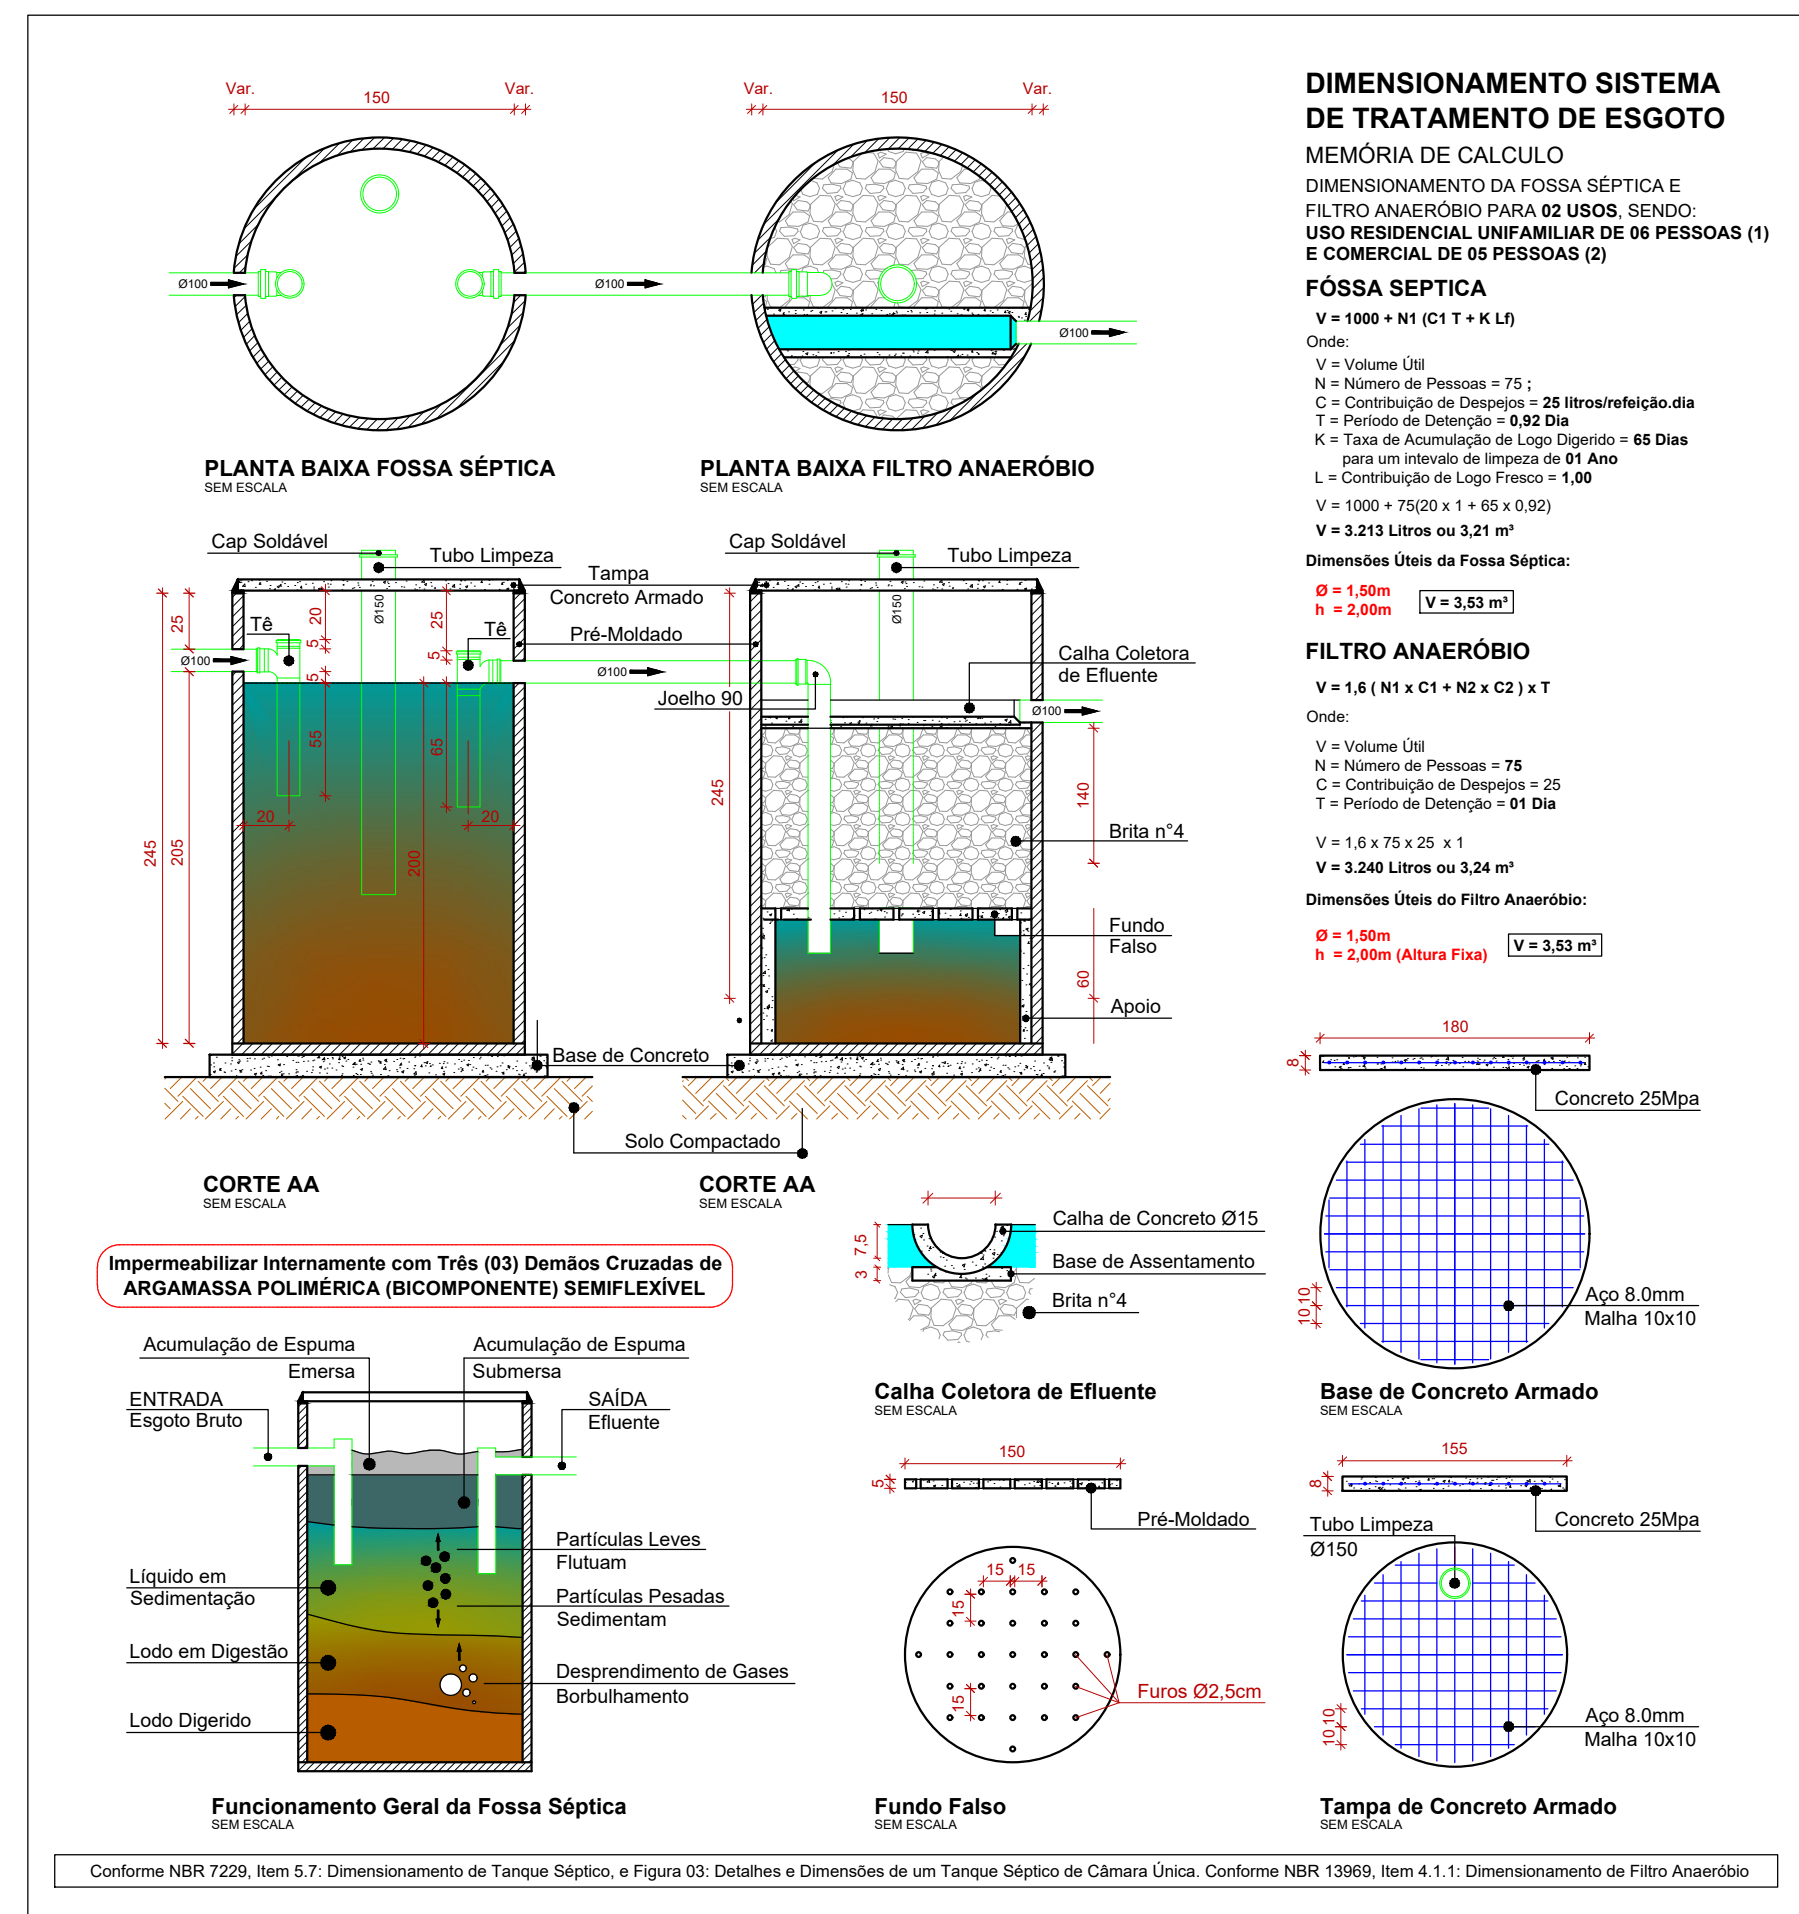 Var.
150
Var.
Var.
150
Var.
Ø100
Ø100
Ø100
PLANTA BAIXA FOSSA SÉPTICA
SEM ESCALA
PLANTA BAIXA FILTRO ANAERÓBIO
SEM ESCALA
Cap Soldável
Tubo Limpeza
Tampa
Concreto Armado
Cap Soldável
Tubo Limpeza
25
20
5
5
Ø150
25
5
Tê
Tê
Pré-Moldado
Ø150
Ø100
Ø100
Joelho 90
Calha Coletora
de Efluente
Ø100
55
65
20
20
245
205
200
245
140
Brita n°4
Fundo
Falso
60
Apoio
Base de Concreto
Solo Compactado
CORTE AA
SEM ESCALA
CORTE AA
SEM ESCALA
Impermeabilizar Internamente com Três (03) Demãos Cruzadas de
ARGAMASSA POLIMÉRICA (BICOMPONENTE) SEMIFLEXÍVEL
Acumulação de Espuma
Emersa
Acumulação de Espuma
Submersa
ENTRADA
Esgoto Bruto
SAÍDA
Efluente
Partículas Leves
Flutuam
Líquido em
Sedimentação
Partículas Pesadas
Sedimentam
Lodo em Digestão
Desprendimento de Gases
Borbulhamento
Lodo Digerido
Funcionamento Geral da Fossa Séptica
SEM ESCALA
7,5
3
Calha de Concreto Ø15
Base de Assentamento
Brita n°4
Calha Coletora de Efluente
SEM ESCALA
150
5
Pré-Moldado
15
15
15
15
Furos Ø2,5cm
Fundo Falso
SEM ESCALA
DIMENSIONAMENTO SISTEMA
DE TRATAMENTO DE ESGOTO
MEMÓRIA DE CALCULO
DIMENSIONAMENTO DA FOSSA SÉPTICA E
FILTRO ANAERÓBIO PARA 02 USOS, SENDO:
USO RESIDENCIAL UNIFAMILIAR DE 06 PESSOAS (1)
E COMERCIAL DE 05 PESSOAS (2)
FÓSSA SEPTICA
V = 1000 + N1 (C1 T + K Lf)
Onde:
V = Volume Útil
N = Número de Pessoas = 75 ;
C = Contribuição de Despejos = 25 litros/refeição.dia
T = Período de Detenção = 0,92 Dia
K = Taxa de Acumulação de Logo Digerido = 65 Dias
para um intevalo de limpeza de 01 Ano
L = Contribuição de Logo Fresco = 1,00
V = 1000 + 75(20 x 1 + 65 x 0,92)
V = 3.213 Litros ou 3,21 m³
Dimensões Úteis da Fossa Séptica:
Ø = 1,50m
h = 2,00m
V = 3,53 m³
FILTRO ANAERÓBIO
V = 1,6 ( N1 x C1 + N2 x C2 ) x T
Onde:
V = Volume Útil
N = Número de Pessoas = 75
C = Contribuição de Despejos = 25
T = Período de Detenção = 01 Dia
V = 1,6 x 75 x 25 x 1
V = 3.240 Litros ou 3,24 m³
Dimensões Úteis do Filtro Anaeróbio:
Ø = 1,50m
h = 2,00m (Altura Fixa)
V = 3,53 m³
180
8
Concreto 25Mpa
10 10
Aço 8.0mm
Malha 10x10
Base de Concreto Armado
SEM ESCALA
155
8
Concreto 25Mpa
Tubo Limpeza
Ø150
10 10
Aço 8.0mm
Malha 10x10
Tampa de Concreto Armado
SEM ESCALA
Conforme NBR 7229, Item 5.7: Dimensionamento de Tanque Séptico, e Figura 03: Detalhes e Dimensões de um Tanque Séptico de Câmara Única. Conforme NBR 13969, Item 4.1.1: Dimensionamento de Filtro Anaeróbio